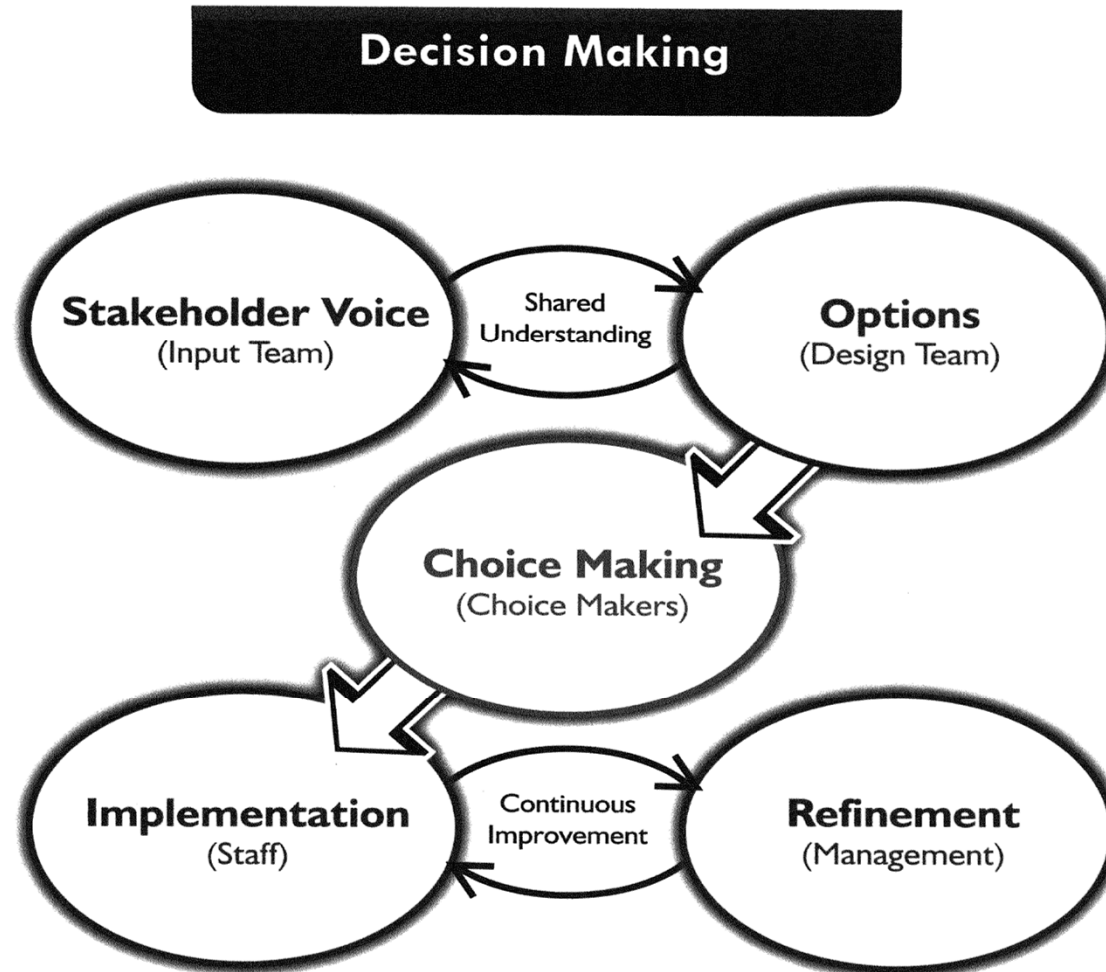 Decision Making
Stakeholder Voice
(Input Team)
Shared
Understanding
Options
(Design Team)
Choice Making
(Choice Makers)
Implementation
(Staff)
Continuous
Improvement
Refinement
(Management)